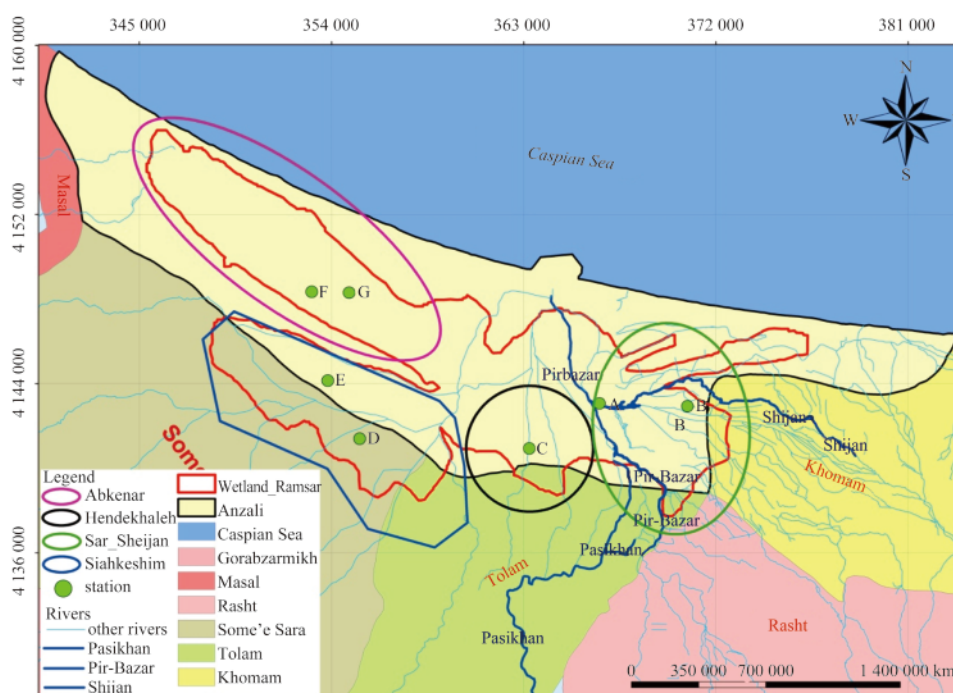 345 000 354 000 363 000 372 000 381 000
4 160 000
4 152 000
4 144 000
4 136 000
N
W
S
Caspian Sea
Masal
F
G
E
D
C
Pirbazar
A
B
B
Shijan
Shijan
Khomam
Pir-Bazar
Pir-Bazar
Pasikhan
Tolam
Pasikhan
Rasht
Some
Legend
Abkenar
Hendekhaleh
Sar_Sheijan
Siahkeshim
station
Rivers
other rivers
Pasikhan
Pir-Bazar
Shijan
Wetland_Ramsar
Anzali
Caspian Sea
Gorabzarmikh
Masal
Rasht
Some'e Sara
Tolam
Khomam
0 350 000 700 000 1 400 000 km